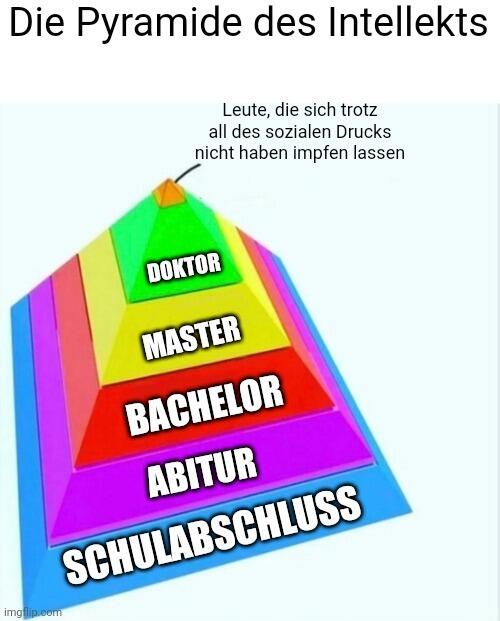 Die Pyramide des Intellekts
Leute, die sich trotz
all des sozialen Drucks
nicht haben impfen lassen
DOKTOR
MASTER
BACHELOR
ABITUR
SCHULABSCHLUSS
imgflip.com